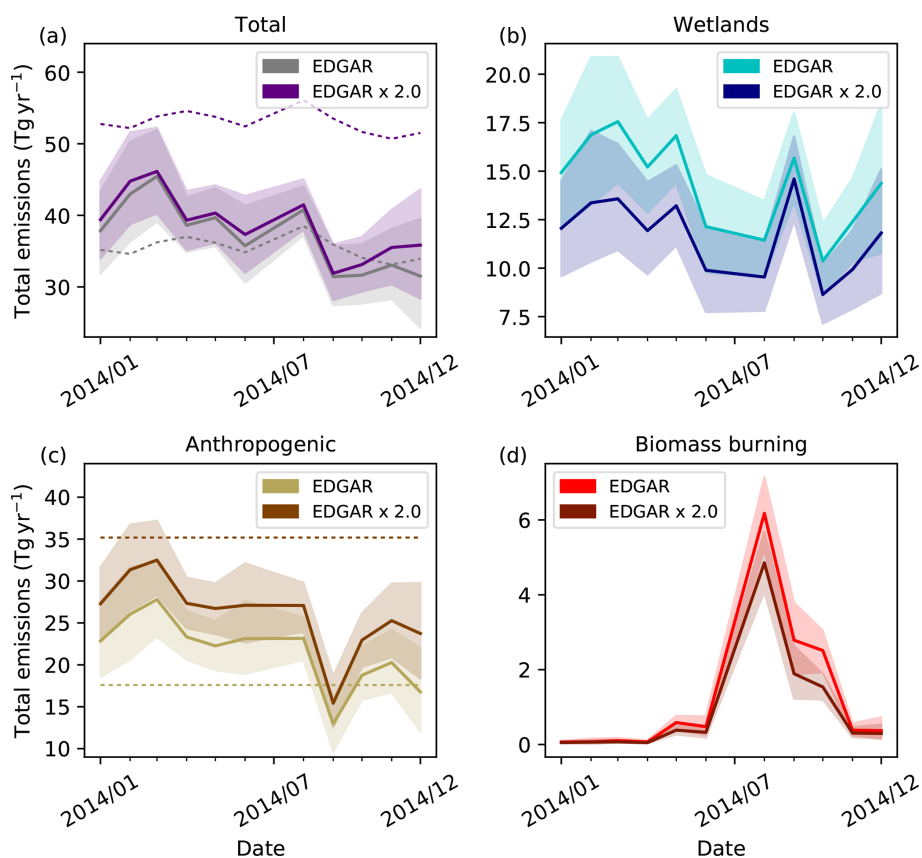 (a)
Total
EDGAR
EDGAR x 2.0
Total emissions (Tg yr⁻¹)
60
50
40
30
2014/01
2014/07
2014/12
(b)
Wetlands
EDGAR
EDGAR x 2.0
20.0
17.5
15.0
12.5
10.0
7.5
2014/01
2014/07
2014/12
(c)
Anthropogenic
EDGAR
EDGAR x 2.0
Total emissions (Tg yr⁻¹)
40
35
30
25
20
15
10
2014/01
2014/07
2014/12
Date
(d)
Biomass burning
EDGAR
EDGAR x 2.0
6
4
2
0
2014/01
2014/07
2014/12
Date